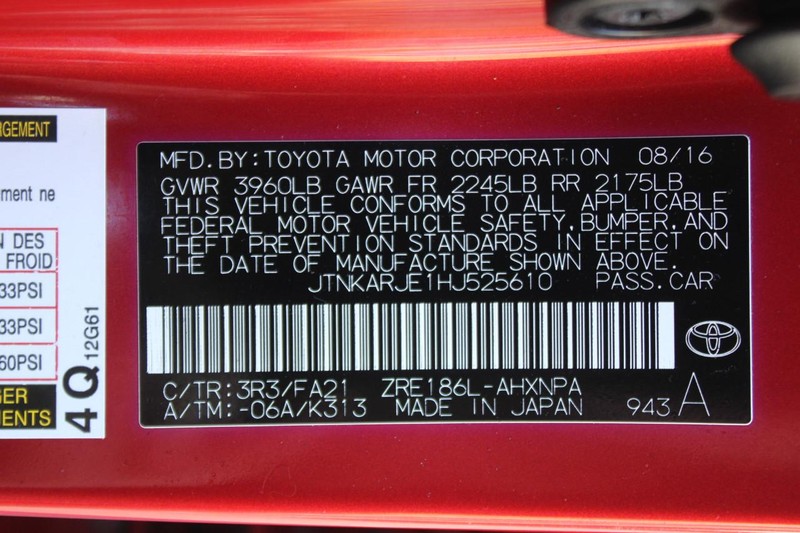 RGEMENT
ment ne
N DES
FROID
33PSI
33PSI
60PSI
GER
MENTS
4Q 12G61
MFD.BY:TOYOTA MOTOR CORPORATION 08/16
GVWR 3960LB GAWR FR 2245LB RR 2175LB
THIS VEHICLE CONFORMS TO ALL APPLICABLE
FEDERAL MOTOR VEHICLE SAFETY,BUMPER,AND
THEFT PREVENTION STANDARDS IN EFFECT ON
THE DATE OF MANUFACTURE SHOWN ABOVE.
JTNKARJE1HJ525610 PASS.CAR
C/TR:3R3/FA21 ZRE186L-AHXNPA
A/TM:-06A/K313 MADE IN JAPAN 943 A